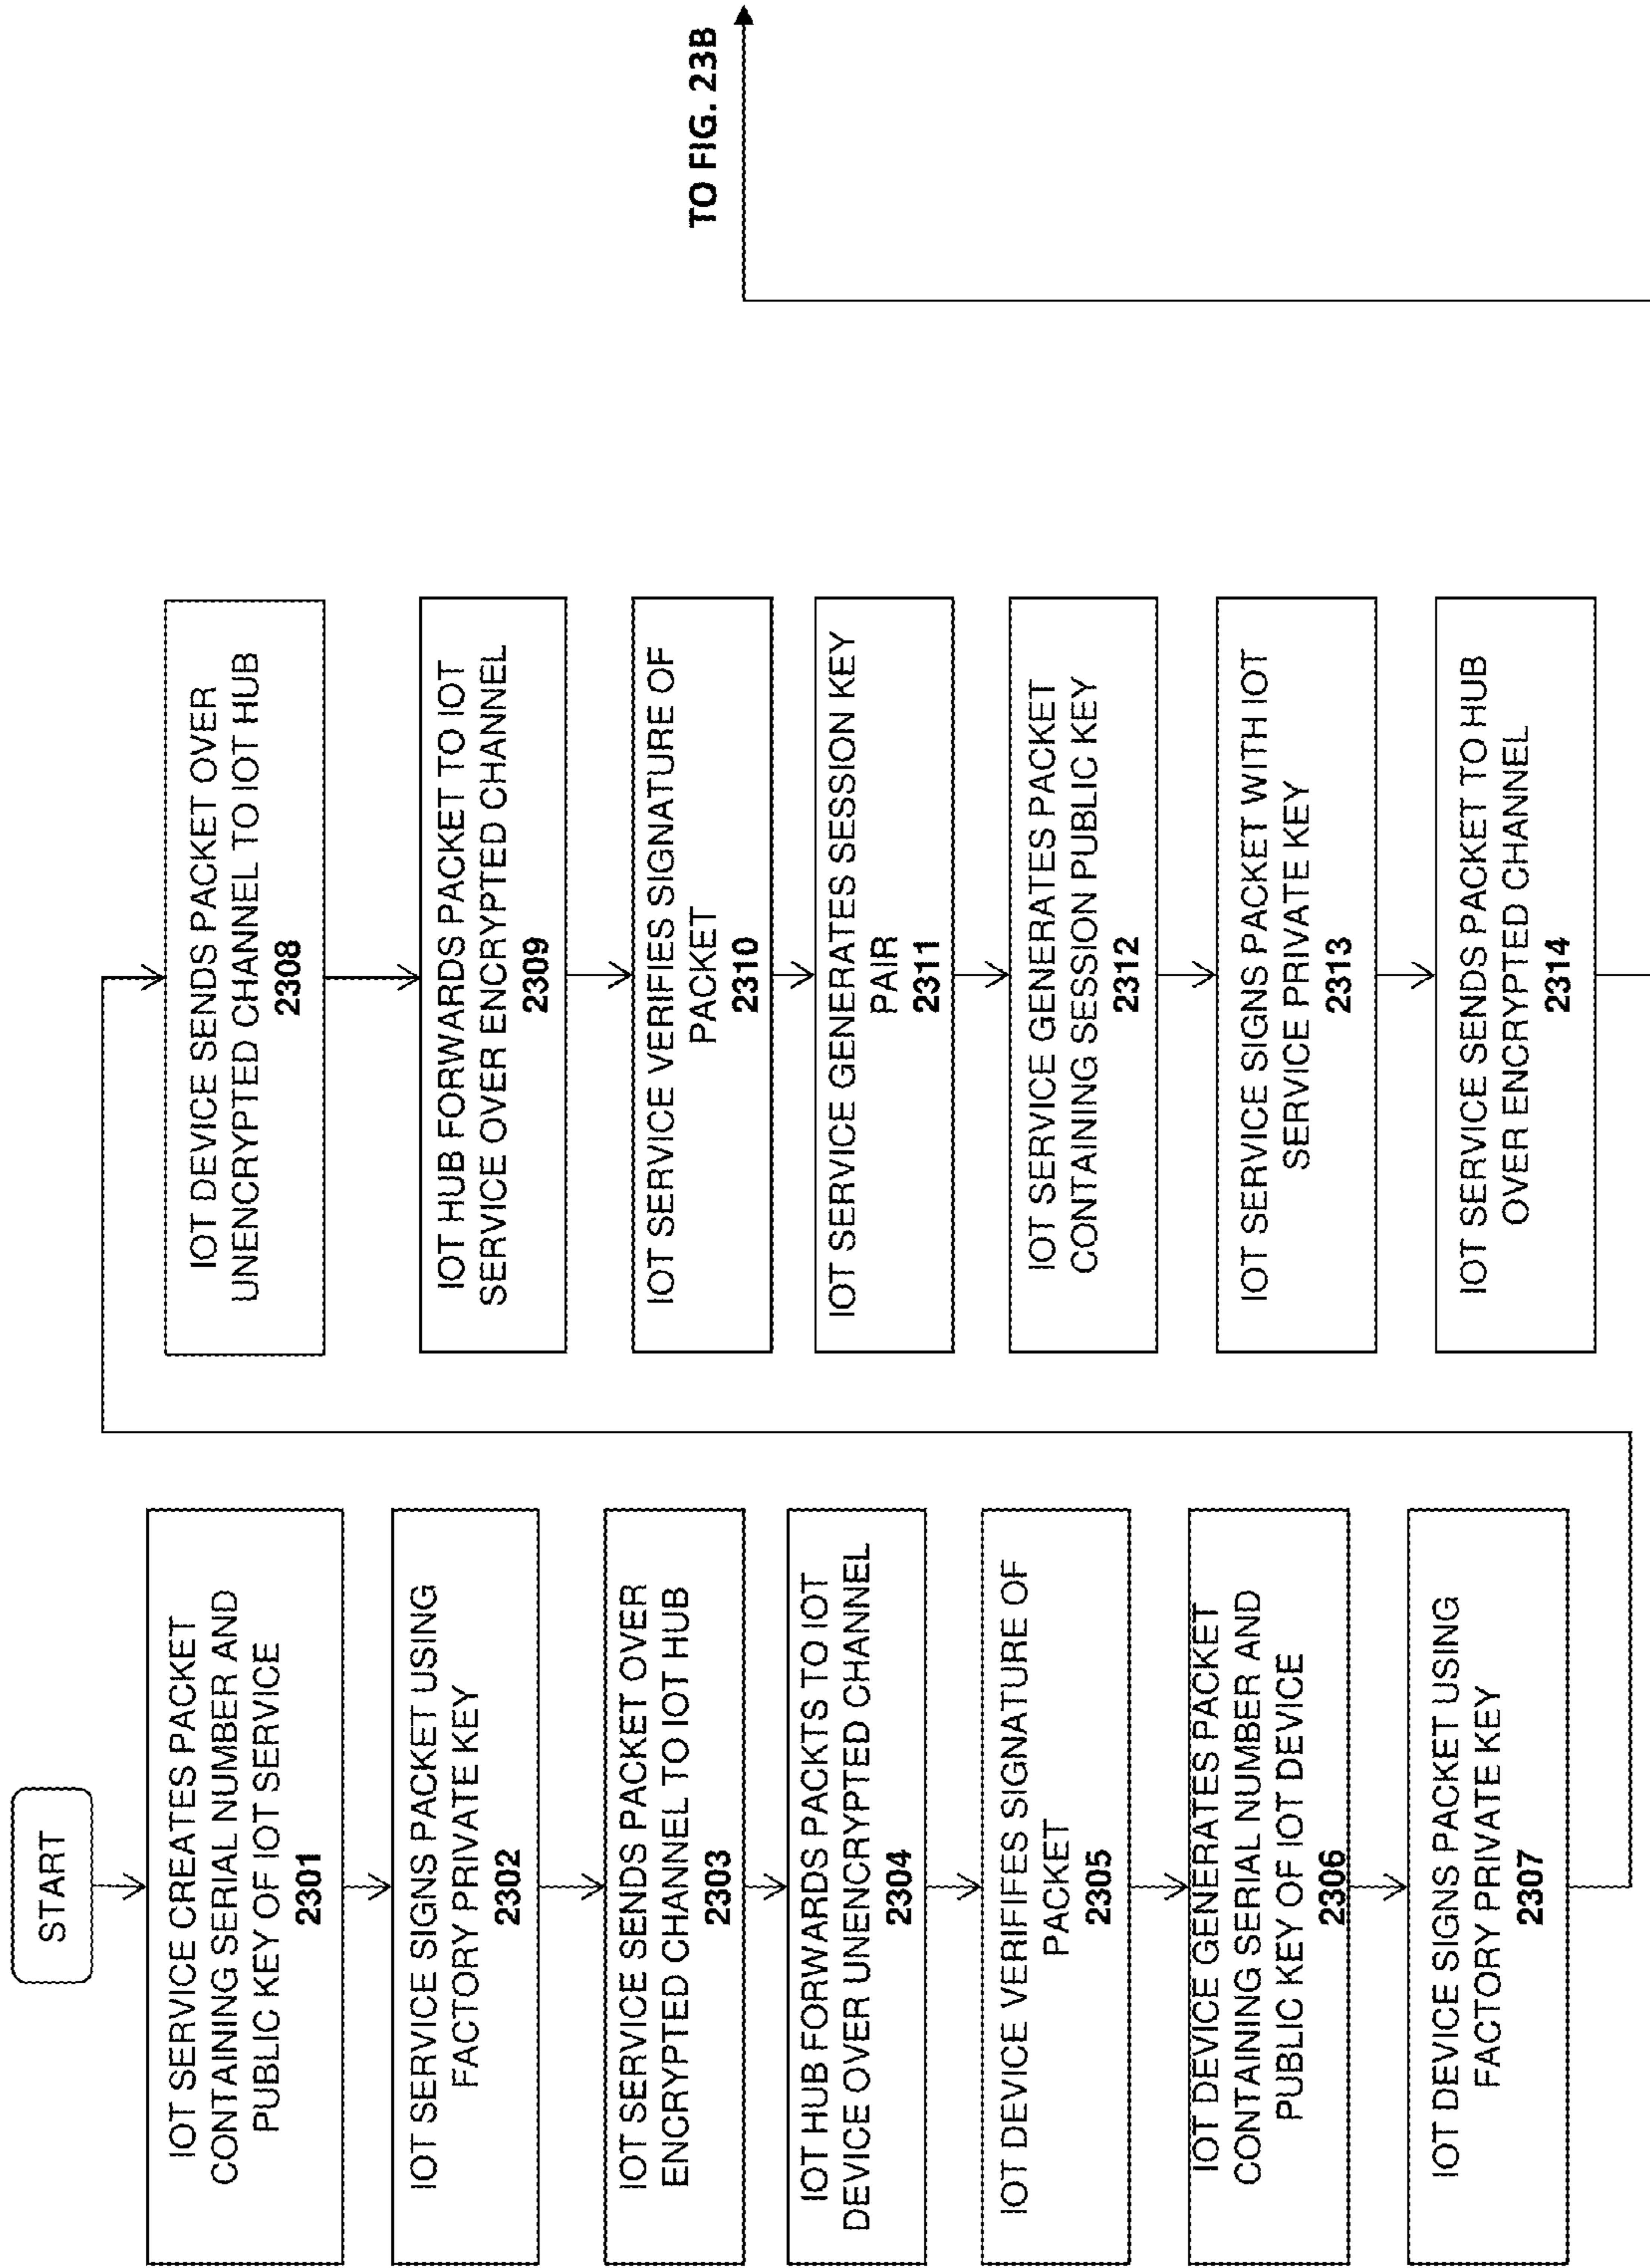 START
IOT SERVICE CREATES PACKET
CONTAINING SERIAL NUMBER AND
PUBLIC KEY OF IOT SERVICE
2301
IOT SERVICE SIGNS PACKET USING
FACTORY PRIVATE KEY
2302
IOT SERVICE SENDS PACKET OVER
ENCRYPTED CHANNEL TO IOT HUB
2303
IOT HUB FORWARDS PACKTS TO IOT
DEVICE OVER UNENCRYPTED CHANNEL
2304
IOT DEVICE VERIFIFES SIGNATURE OF
PACKET
2305
IOT DEVICE GENERATES PACKET
CONTAINING SERIAL NUMBER AND
PUBLIC KEY OF IOT DEVICE
2306
IOT DEVICE SIGNS PACKET USING
FACTORY PRIVATE KEY
2307
IOT DEVICE SENDS PACKET OVER
UNENCRYPTED CHANNEL TO IOT HUB
2308
IOT HUB FORWARDS PACKET TO IOT
SERVICE OVER ENCRYPTED CHANNEL
2309
IOT SERVICE VERIFIES SIGNATURE OF
PACKET
2310
IOT SERVICE GENERATES SESSION KEY
PAIR
2311
IOT SERVICE GENERATES PACKET
CONTAINING SESSION PUBLIC KEY
2312
IOT SERVICE SIGNS PACKET WITH IOT
SERVICE PRIVATE KEY
2313
IOT SERVICE SENDS PACKET TO HUB
OVER ENCRYPTED CHANNEL
2314
TO FIG. 23B